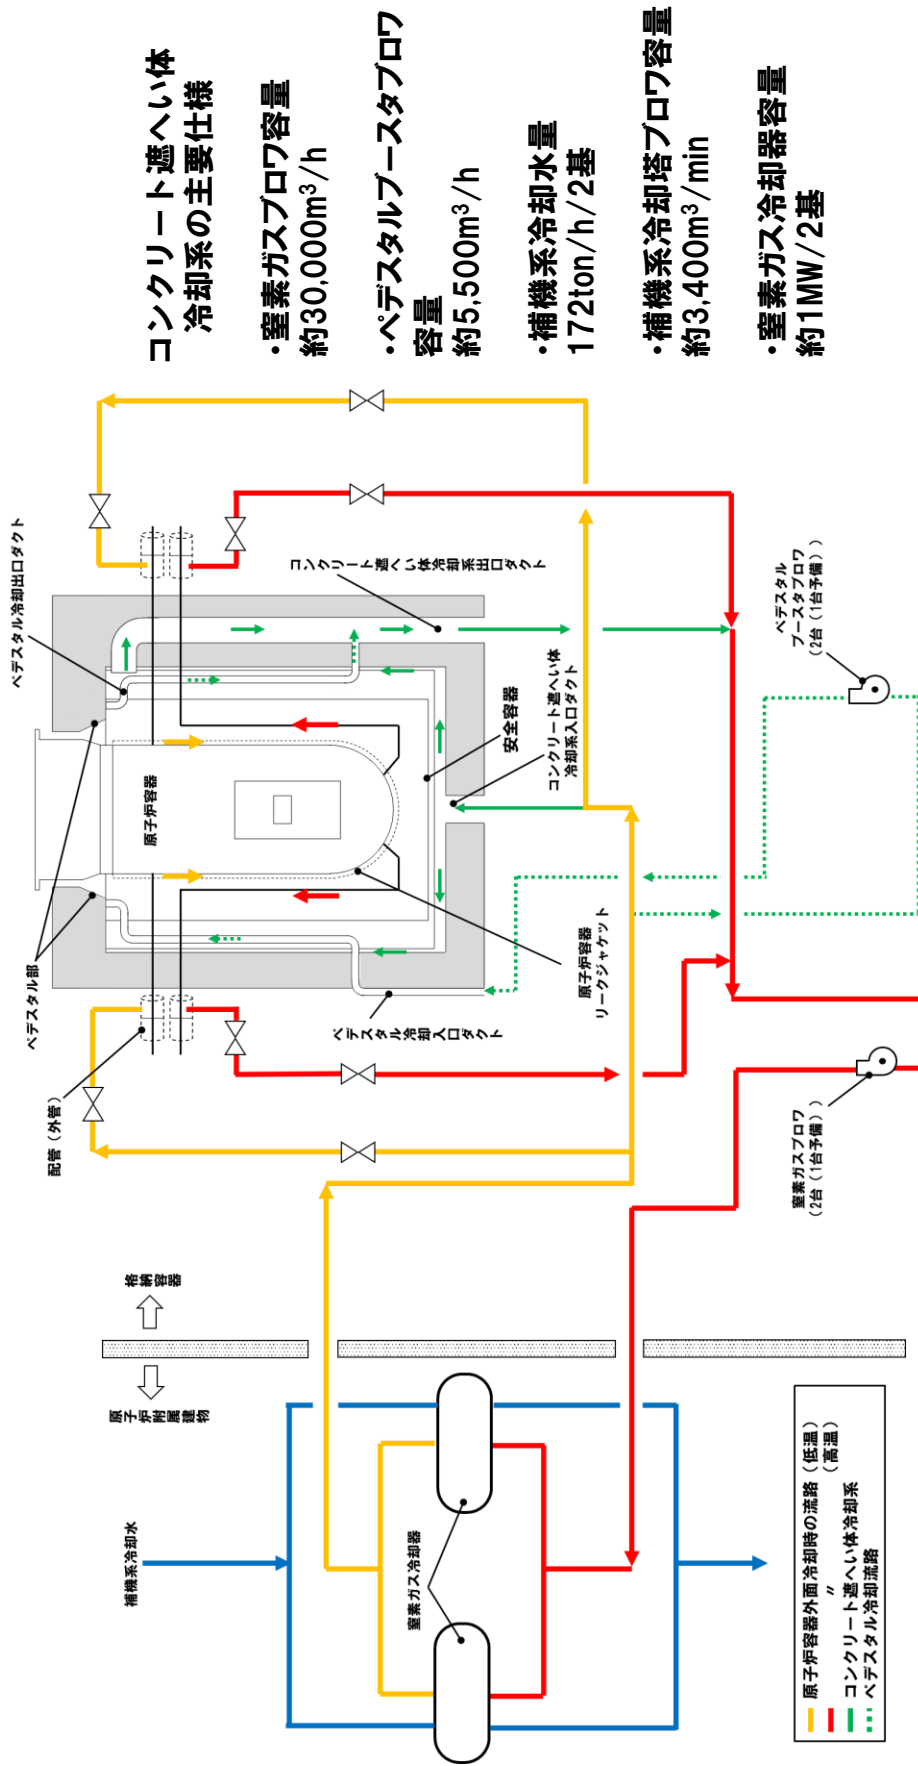 コンクリート遮へい体
冷却系の主要仕様
・窒素ガスブロワ容量
約30,000m³/h
・ペデスタルブースタブロワ
容量
約5,500m³/h
・補機系冷却水量
172ton/h/2基
・補機系冷却塔ブロワ容量
約3,400m³/min
・窒素ガス冷却器容量
約1MW/2基
ペデスタル冷却出口ダクト
コンクリート遮へい体冷却系出口ダクト
ペデスタル部
原子炉容器
安全容器
コンクリート遮へい体
冷却系入口ダクト
原子炉容器
リークジャケット
ペデスタル冷却入口ダクト
配管（外管）
ペデスタル
ブースタブロワ
（2台（1台予備））
窒素ガスブロワ
（2台（1台予備））
格納容器
原子炉附属建物
補機系冷却水
窒素ガス冷却器
原子炉容器外面冷却時の流路（低温）
〃（高温）
コンクリート遮へい体冷却系
ペデスタル冷却流路